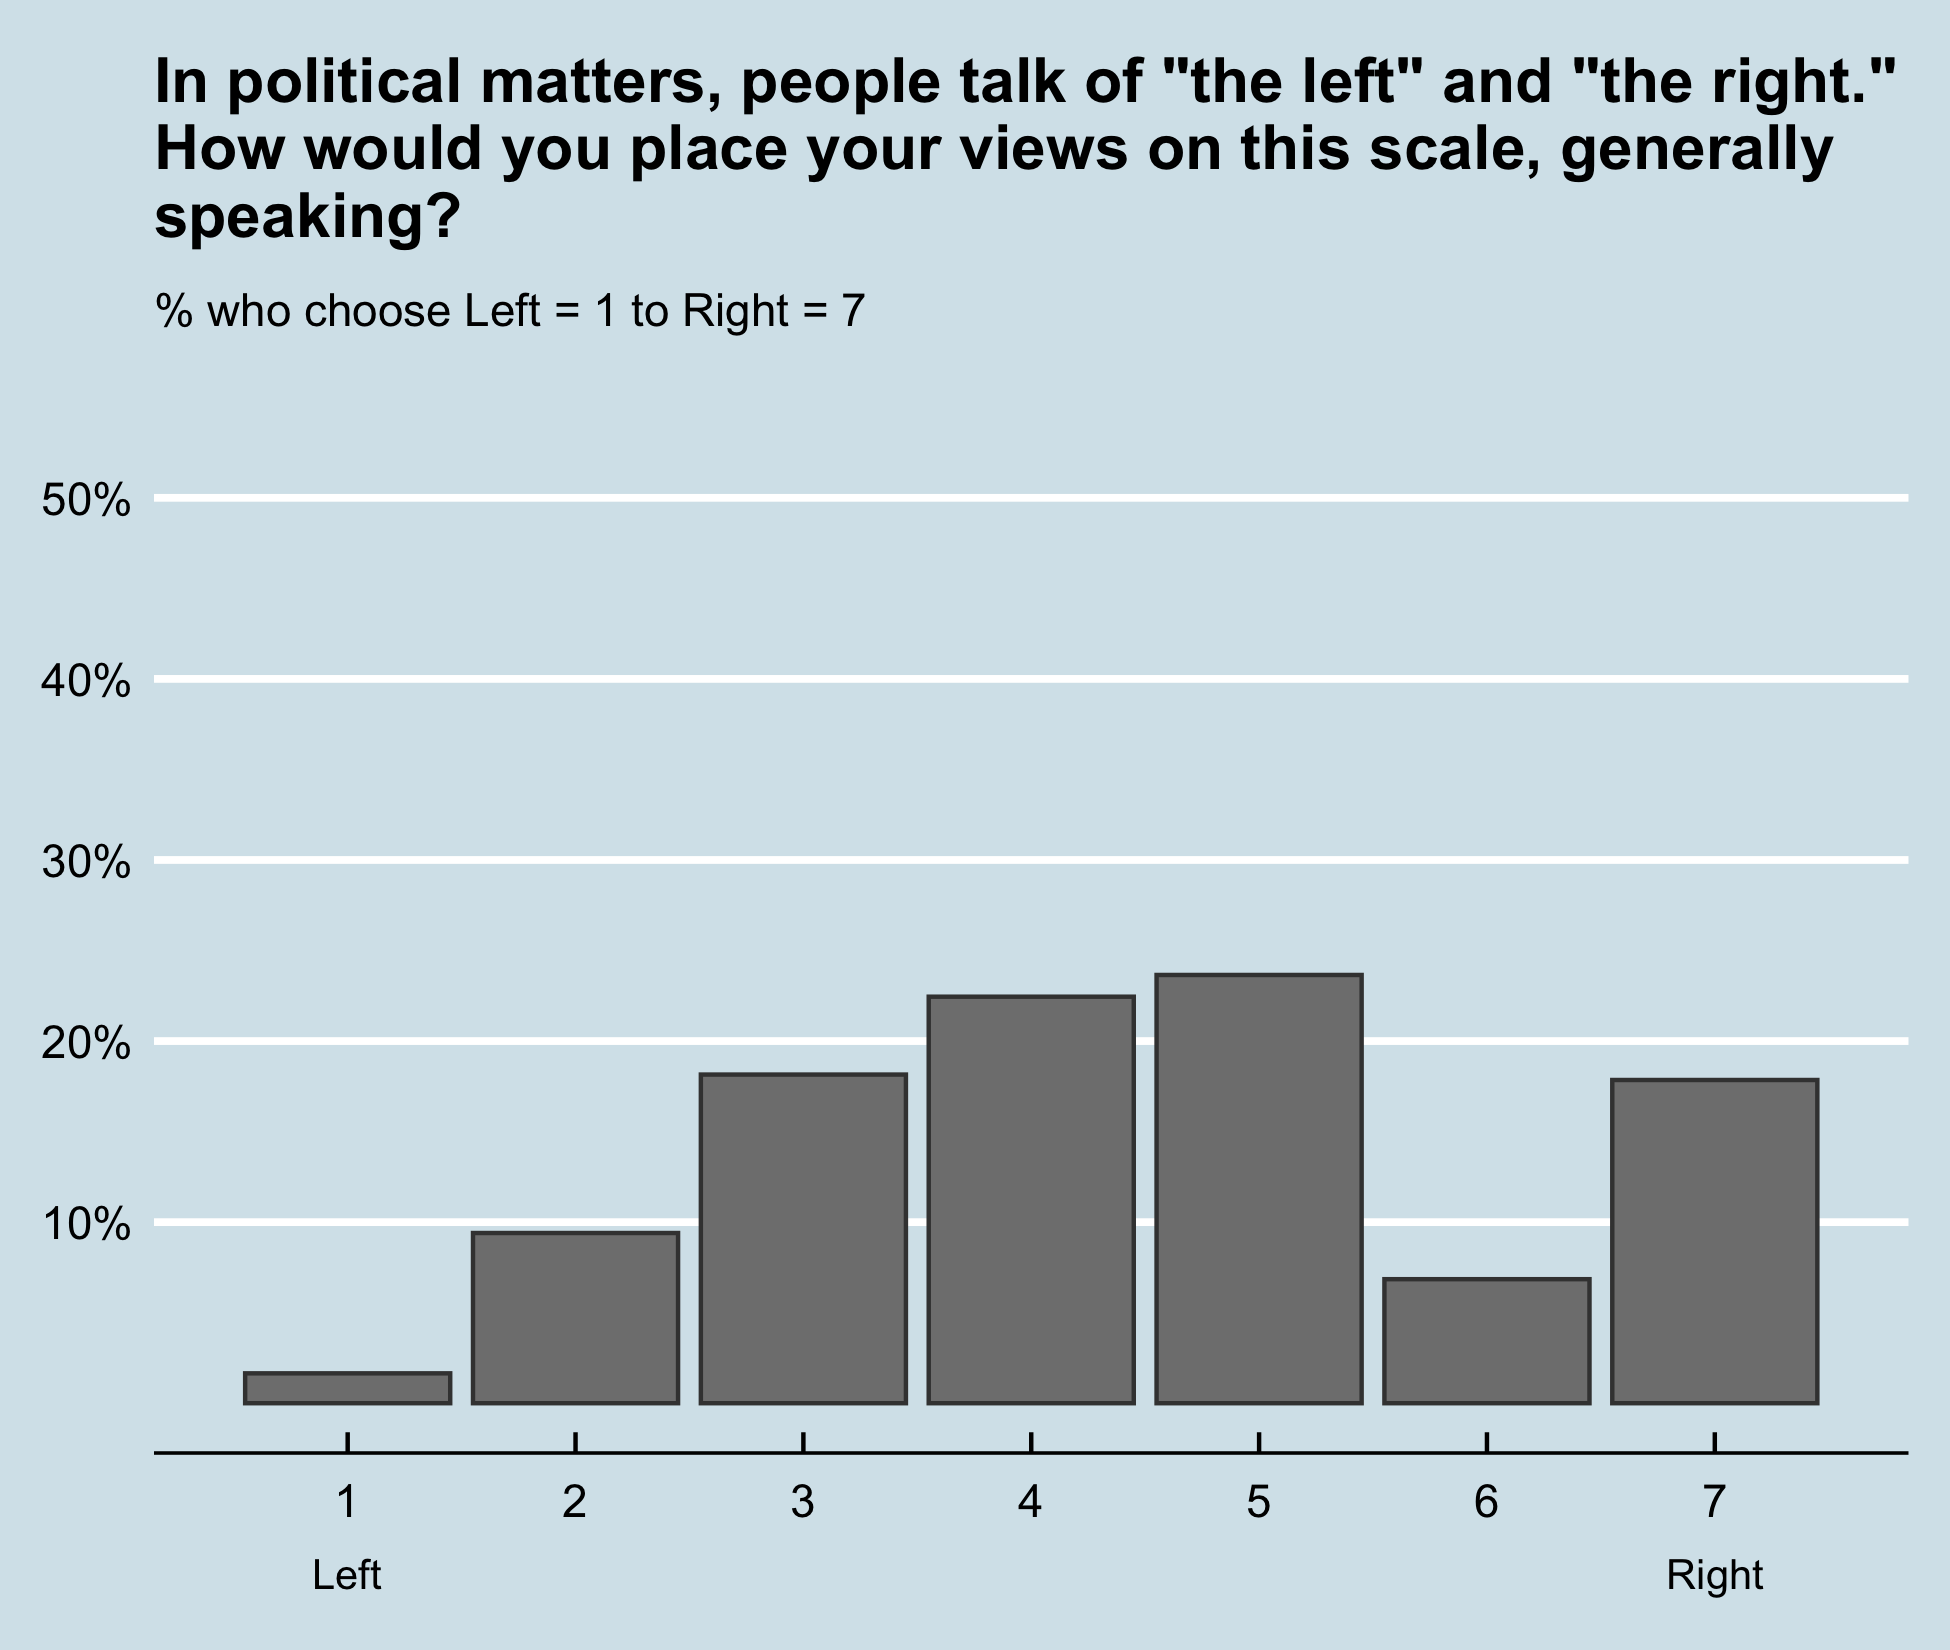 In political matters, people talk of "the left" and "the right."
How would you place your views on this scale, generally
speaking?
% who choose Left = 1 to Right = 7
50%
40%
30%
20%
10%
1 2 3 4 5 6 7
Left Right